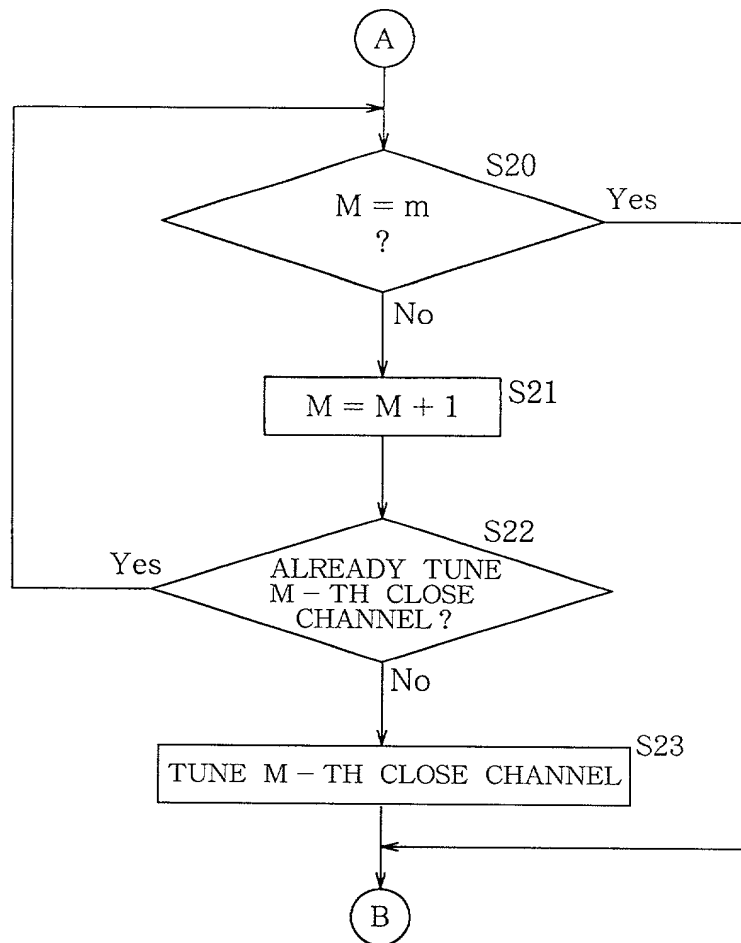 A
S20
M = m
?
Yes
No
M = M + 1
S21
S22
Yes
ALREADY TUNE
M – TH CLOSE
CHANNEL ?
No
S23
TUNE M – TH CLOSE CHANNEL
B